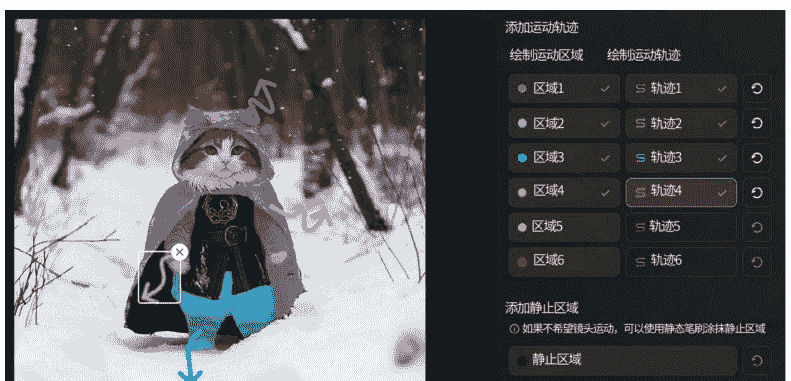 添加运动轨迹
绘制运动区域 绘制运动轨迹
区域1 轨迹1
区域2 轨迹2
区域3 轨迹3
区域4 轨迹4
区域5 轨迹5
区域6 轨迹6
添加静止区域
如果不希望镜头运动，可以使用静态笔刷涂抹静止区域
静止区域